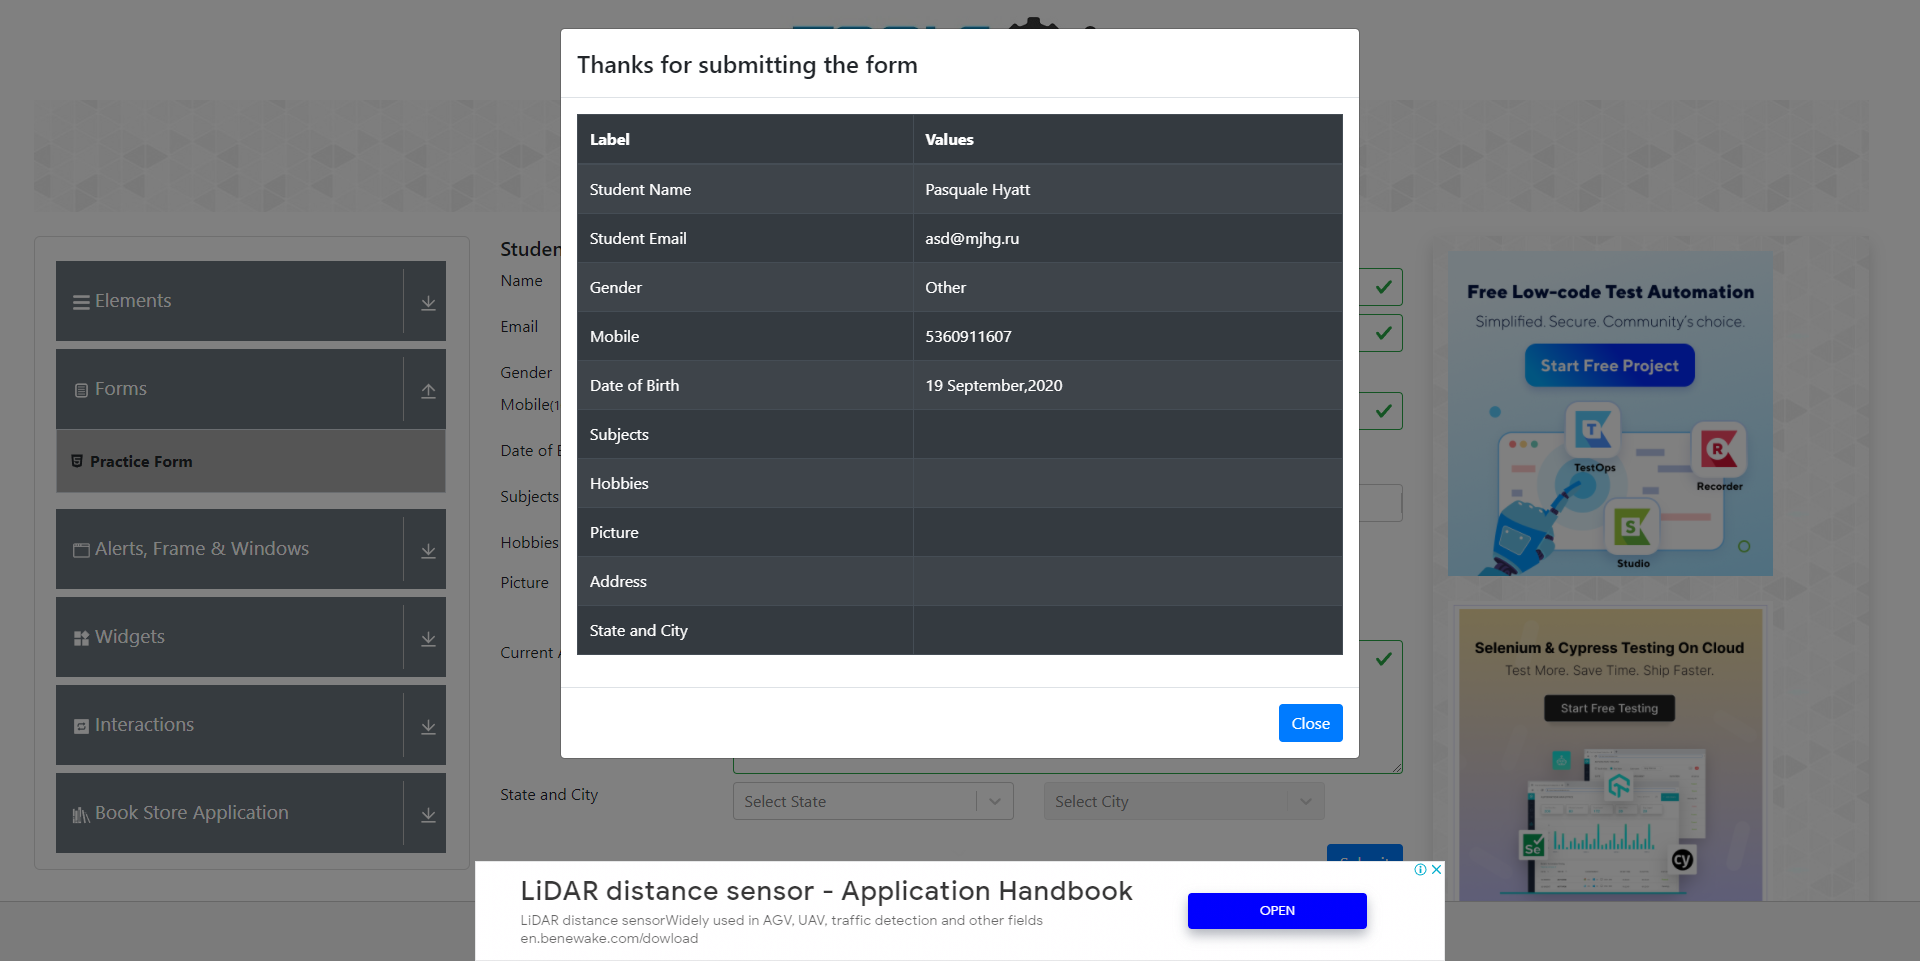 Thanks for submitting the form
Label Values
Student Name Pasquale Hyatt
Student Email asd@mjhg.ru
Gender Other
Mobile 5360911607
Date of Birth 19 September,2020
Subjects
Hobbies
Picture
Address
State and City
Close
Elements
Forms
Practice Form
Alerts, Frame & Windows
Widgets
Interactions
Book Store Application
Studen
Name
Email
Gender
Mobile(1
Date of B
Subjects
Hobbies
Picture
Current A
State and City
Select State
Select City
Submit
Free Low-code Test Automation
Simplified. Secure. Community's choice.
Start Free Project
TestOps
Recorder
Studio
Selenium & Cypress Testing On Cloud
Test More. Save Time. Ship Faster.
Start Free Testing
Se
cy
LiDAR distance sensor - Application Handbook
LiDAR distance sensorWidely used in AGV, UAV, traffic detection and other fields
en.benewake.com/dowload
OPEN